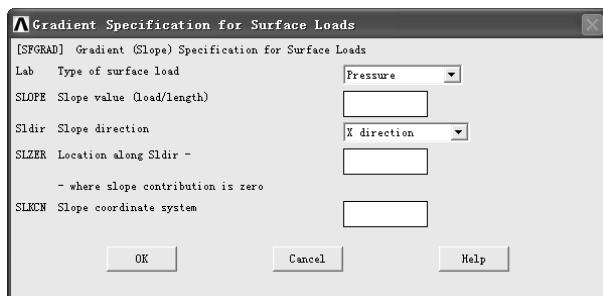 Gradient Specification for Surface Loads
[SFGRAD] Gradient (Slope) Specification for Surface Loads
Lab Type of surface load Pressure
SLOPE Slope value (load/length)
Sldir Slope direction X direction
SLZER Location along Sldir -
- where slope contribution is zero
SLKCN Slope coordinate system
OK Cancel Help